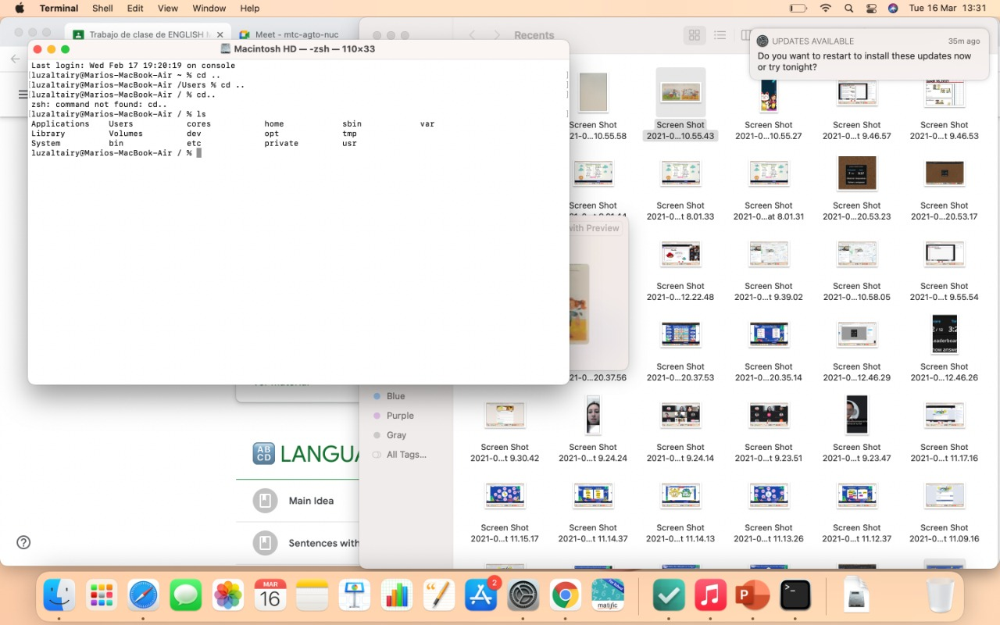 Terminal Shell Edit View Window Help
Tue 16 Mar 13:31
Trabajo de clase de ENGLISH
Meet - mtc-agto-nuc
Recents
UPDATES AVAILABLE 35m ago
Do you want to restart to install these updates now
or try tonight?
Macintosh HD — -zsh — 110×33
Last login: Wed Feb 17 19:20:19 on console
[luzaltairy@Marios-MacBook-Air ~ % cd .. ]
[luzaltairy@Marios-MacBook-Air /Users % cd .. ]
[luzaltairy@Marios-MacBook-Air / % cd.. ]
zsh: command not found: cd..
[luzaltairy@Marios-MacBook-Air / % ls ]
Applications Users cores home sbin var
Library Volumes dev opt tmp
System bin etc private usr
luzaltairy@Marios-MacBook-Air / %
Screen Shot Screen Shot Screen Shot Screen Shot Screen Shot
2021-0...10.55.58 2021-0...10.55.43 2021-0...10.55.27 2021-0...t 9.46.57 2021-0...t 9.46.53
Screen Shot Screen Shot Screen Shot Screen Shot Screen Shot
2021-0...t 8.01.33 2021-0...at 8.01.31 2021-0...20.53.23 2021-0...20.53.17
with Preview
Screen Shot Screen Shot Screen Shot Screen Shot
2021-0...12.22.48 2021-0...t 9.39.02 2021-0...10.58.05 2021-0...t 9.55.54
Screen Shot Screen Shot Screen Shot Screen Shot
2021-0...20.37.56 2021-0...20.37.53 2021-0...20.35.14 2021-0...12.46.29 2021-0...12.46.26
Blue
Purple
Gray
All Tags...
Screen Shot Screen Shot Screen Shot Screen Shot Screen Shot Screen Shot
2021-0...t 9.30.42 2021-0...t 9.24.24 2021-0...t 9.24.14 2021-0...t 9.23.51 2021-0...t 9.23.47 2021-0...t 11.17.16
Screen Shot Screen Shot Screen Shot Screen Shot Screen Shot Screen Shot
2021-0...t 11.15.17 2021-0...t 11.14.37 2021-0...t 11.14.13 2021-0...t 11.13.26 2021-0...t 11.12.37 2021-0...t 11.09.16
AB
CD
LANGUA
Main Idea
Sentences with
MAR
16
2
matific
P
>_